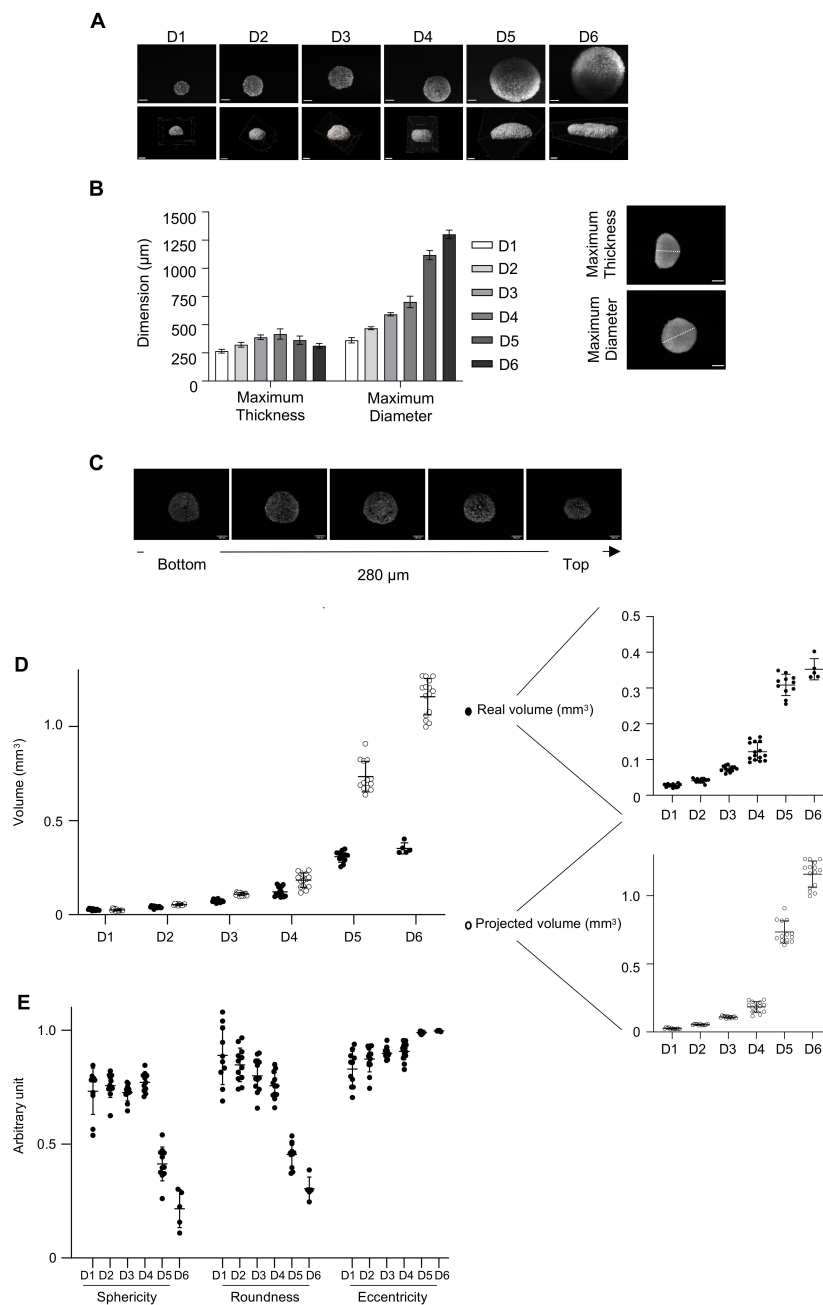 A
D1 D2 D3 D4 D5 D6
B
Dimension (µm)
1500
1250
1000
750
500
250
0
Maximum Thickness
Maximum Diameter
D1
D2
D3
D4
D5
D6
Maximum Thickness
Maximum Diameter
C
Bottom
280 µm
Top
D
Volume (mm³)
1.0
0.5
0
D1 D2 D3 D4 D5 D6
Real volume (mm³)
Projected volume (mm³)
0.5
0.4
0.3
0.2
0.1
0
D1 D2 D3 D4 D5 D6
1.0
0.5
0
D1 D2 D3 D4 D5 D6
E
Arbitrary unit
1.0
0.5
0
D1 D2 D3 D4 D5 D6
Sphericity
D1 D2 D3 D4 D5 D6
Roundness
D1 D2 D3 D4 D5 D6
Eccentricity